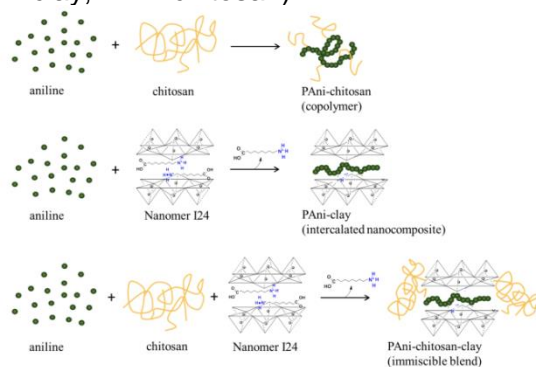 +
aniline
chitosan
PAni-chitosan
(copolymer)
+
aniline
Nanomer I24
PAni-clay
(intercalated nanocomposite)
+
+
aniline
chitosan
Nanomer I24
PAni-chitosan-clay
(immiscible blend)